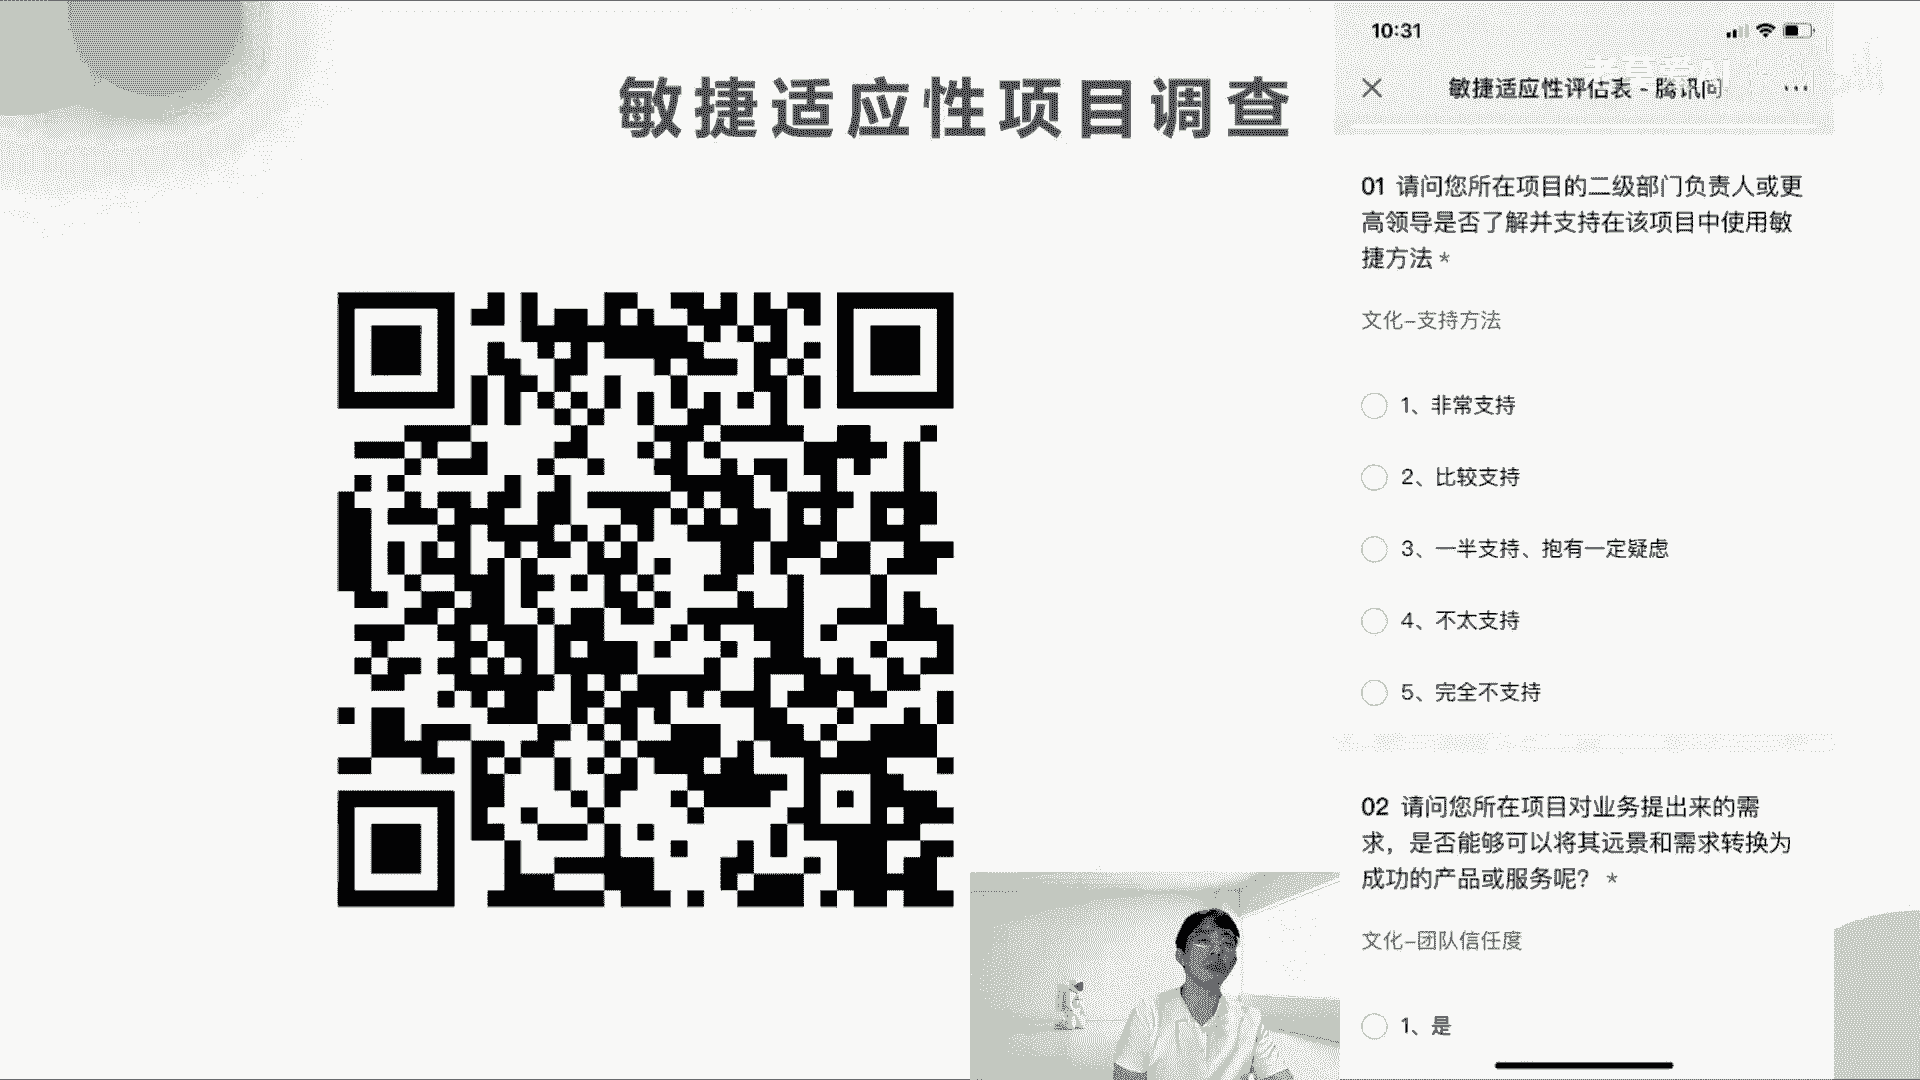 敏捷适应性项目调查
10:31
敏捷适应性评估表 - 腾讯问
01 请问您所在项目的二级部门负责人或更
高领导是否了解并支持在该项目中使用敏
捷方法 *
文化-支持方法
1、非常支持
2、比较支持
3、一半支持、抱有一定疑虑
4、不太支持
5、完全不支持
02 请问您所在项目对业务提出来的需
求，是否能够可以将其远景和需求转换为
成功的产品或服务呢？ *
文化-团队信任度
1、是